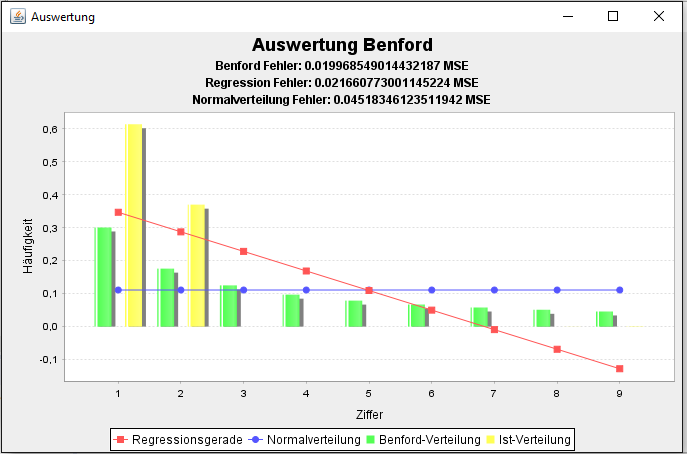 Auswertung
Auswertung Benford
Benford Fehler: 0.019968549014432187 MSE
Regression Fehler: 0.021660773001145224 MSE
Normalverteilung Fehler: 0.04518346123511942 MSE
Häufigkeit
0,6
0,5
0,4
0,3
0,2
0,1
0,0
-0,1
1 2 3 4 5 6 7 8 9
Ziffer
Regressionsgerade Normalverteilung Benford-Verteilung Ist-Verteilung